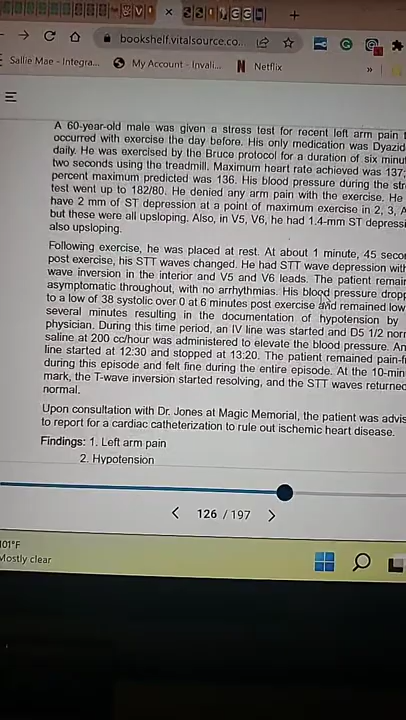 bookshelf.vitalsource.co...
Sallie Mae - Integra...
My Account - Invali...
N Netflix
»
A 60-year-old male was given a stress test for recent left arm pain
occurred with exercise the day before. His only medication was Dyazid
daily. He was exercised by the Bruce protocol for a duration of six minut
two seconds using the treadmill. Maximum heart rate achieved was 137;
percent maximum predicted was 136. His blood pressure during the str
test went up to 182/80. He denied any arm pain with the exercise. He
have 2 mm of ST depression at a point of maximum exercise in 2, 3, A
but these were all upsloping. Also, in V5, V6, he had 1.4-mm ST depressi
also upsloping.
Following exercise, he was placed at rest. At about 1 minute, 45 secon
post exercise, his STT waves changed. He had STT wave depression with
wave inversion in the interior and V5 and V6 leads. The patient remain
asymptomatic throughout, with no arrhythmias. His blood pressure dropp
to a low of 38 systolic over 0 at 6 minutes post exercise and remained low
several minutes resulting in the documentation of hypotension by
physician. During this time period, an IV line was started and D5 1/2 norm
saline at 200 cc/hour was administered to elevate the blood pressure. An
line started at 12:30 and stopped at 13:20. The patient remained pain-f
during this episode and felt fine during the entire episode. At the 10-min
mark, the T-wave inversion started resolving, and the STT waves returned
normal.
Upon consultation with Dr. Jones at Magic Memorial, the patient was advis
to report for a cardiac catheterization to rule out ischemic heart disease.
Findings: 1. Left arm pain
2. Hypotension
< 126 / 197 >
101°F
Mostly clear